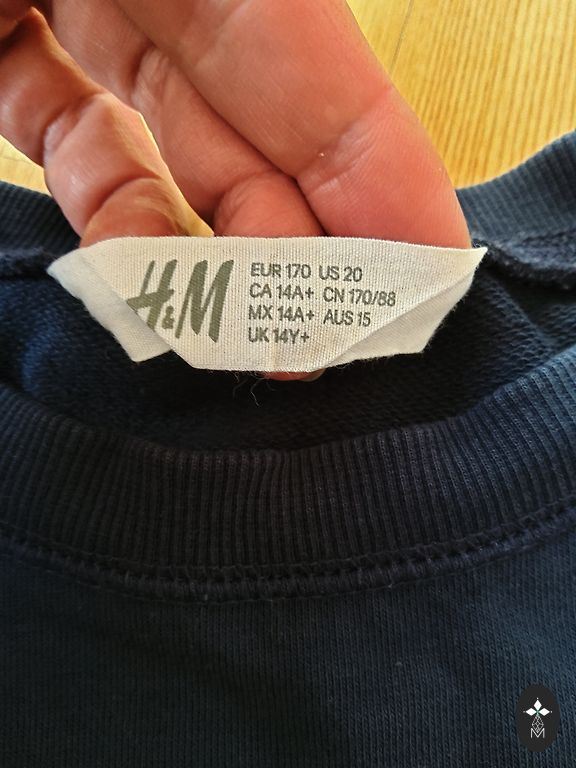 H&M
EUR 170 US 20
CA 14A+ CN 170/88
MX 14A+ AUS 15
UK 14Y+
M